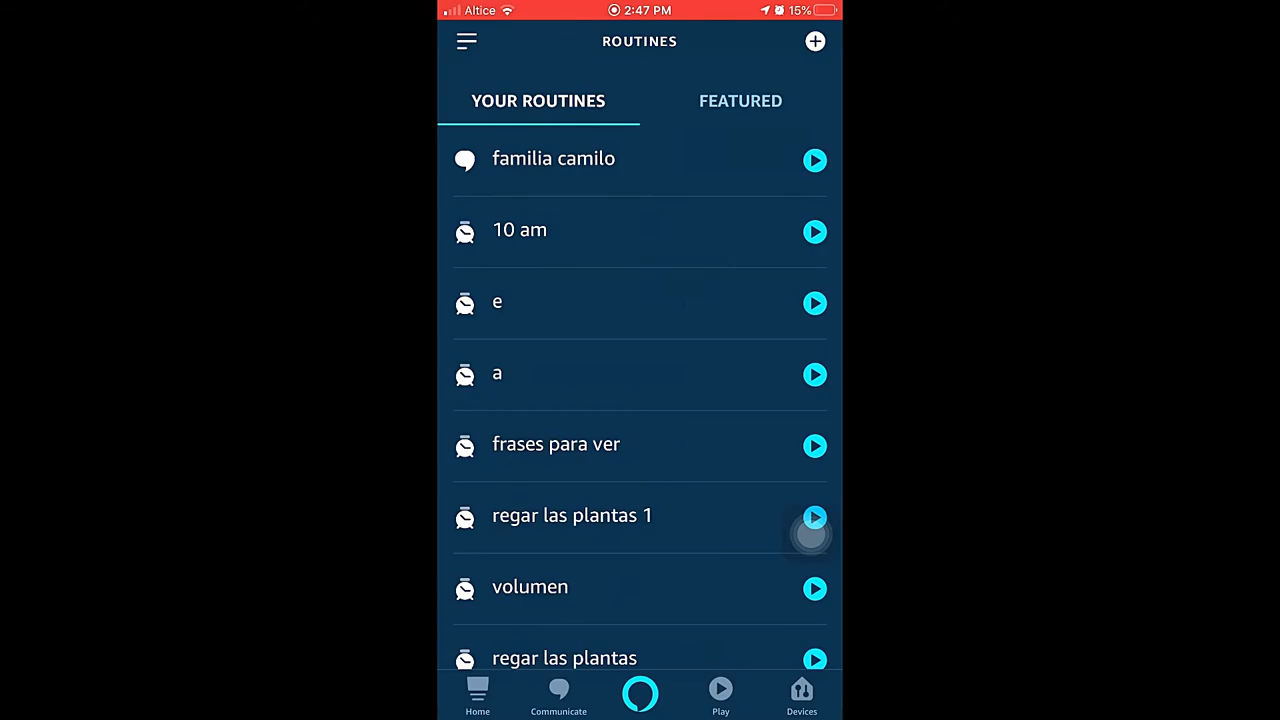 Altice 2:47 PM 15%
ROUTINES
YOUR ROUTINES FEATURED
familia camilo
10 am
e
a
frases para ver
regar las plantas 1
volumen
regar las plantas
Home Communicate Play Devices